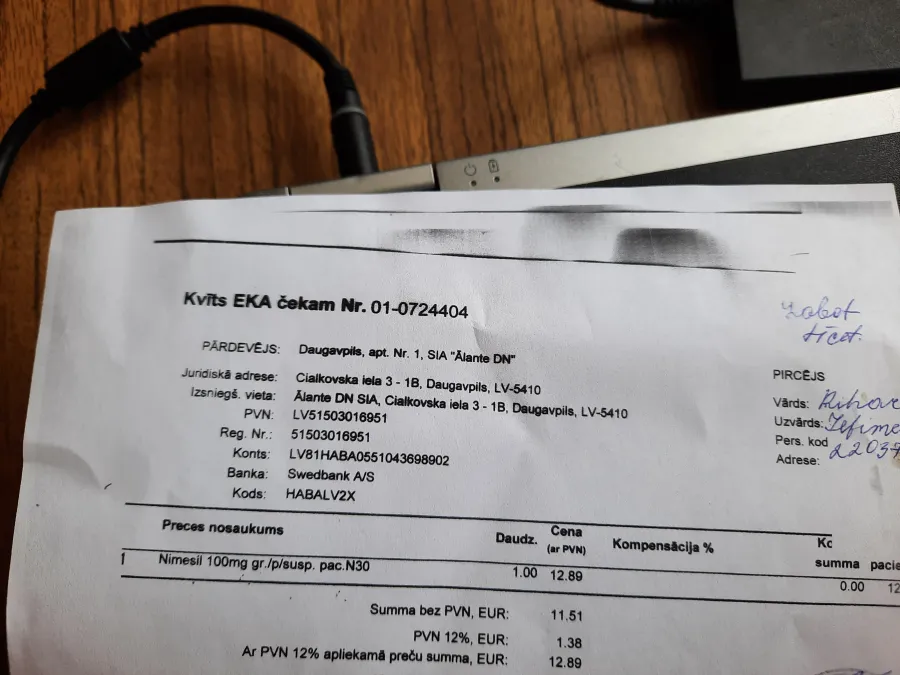 Kvīts EKA čekam Nr. 01-0724404
PĀRDEVĒJS: Daugavpils, apt. Nr. 1, SIA "Ālante DN"
Juridiskā adrese: Cialkovska iela 3 - 1B, Daugavpils, LV-5410
Izsniegš. vieta: Ālante DN SIA, Cialkovska iela 3 - 1B, Daugavpils, LV-5410
PVN: LV51503016951
Reg. Nr.: 51503016951
Konts: LV81HABA0551043698902
Banka: Swedbank A/S
Kods: HABALV2X
PIRCĒJS
Vārds:
Uzvārds:
Pers. kod
Adrese:
Preces nosaukums Daudz. Cena (ar PVN) Kompensācija %
summa
1 Nimesil 100mg gr./p/susp. pac.N30 1.00 12.89 0.00 12
Summa bez PVN, EUR: 11.51
PVN 12%, EUR: 1.38
Ar PVN 12% apliekamā preču summa, EUR: 12.89